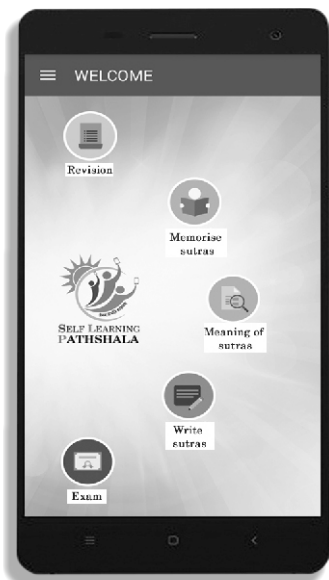 WELCOME
Revision
Memorise
sutras
Meaning of
sutras
SELF LEARNING
PATHSHALA
Write
sutras
Exam